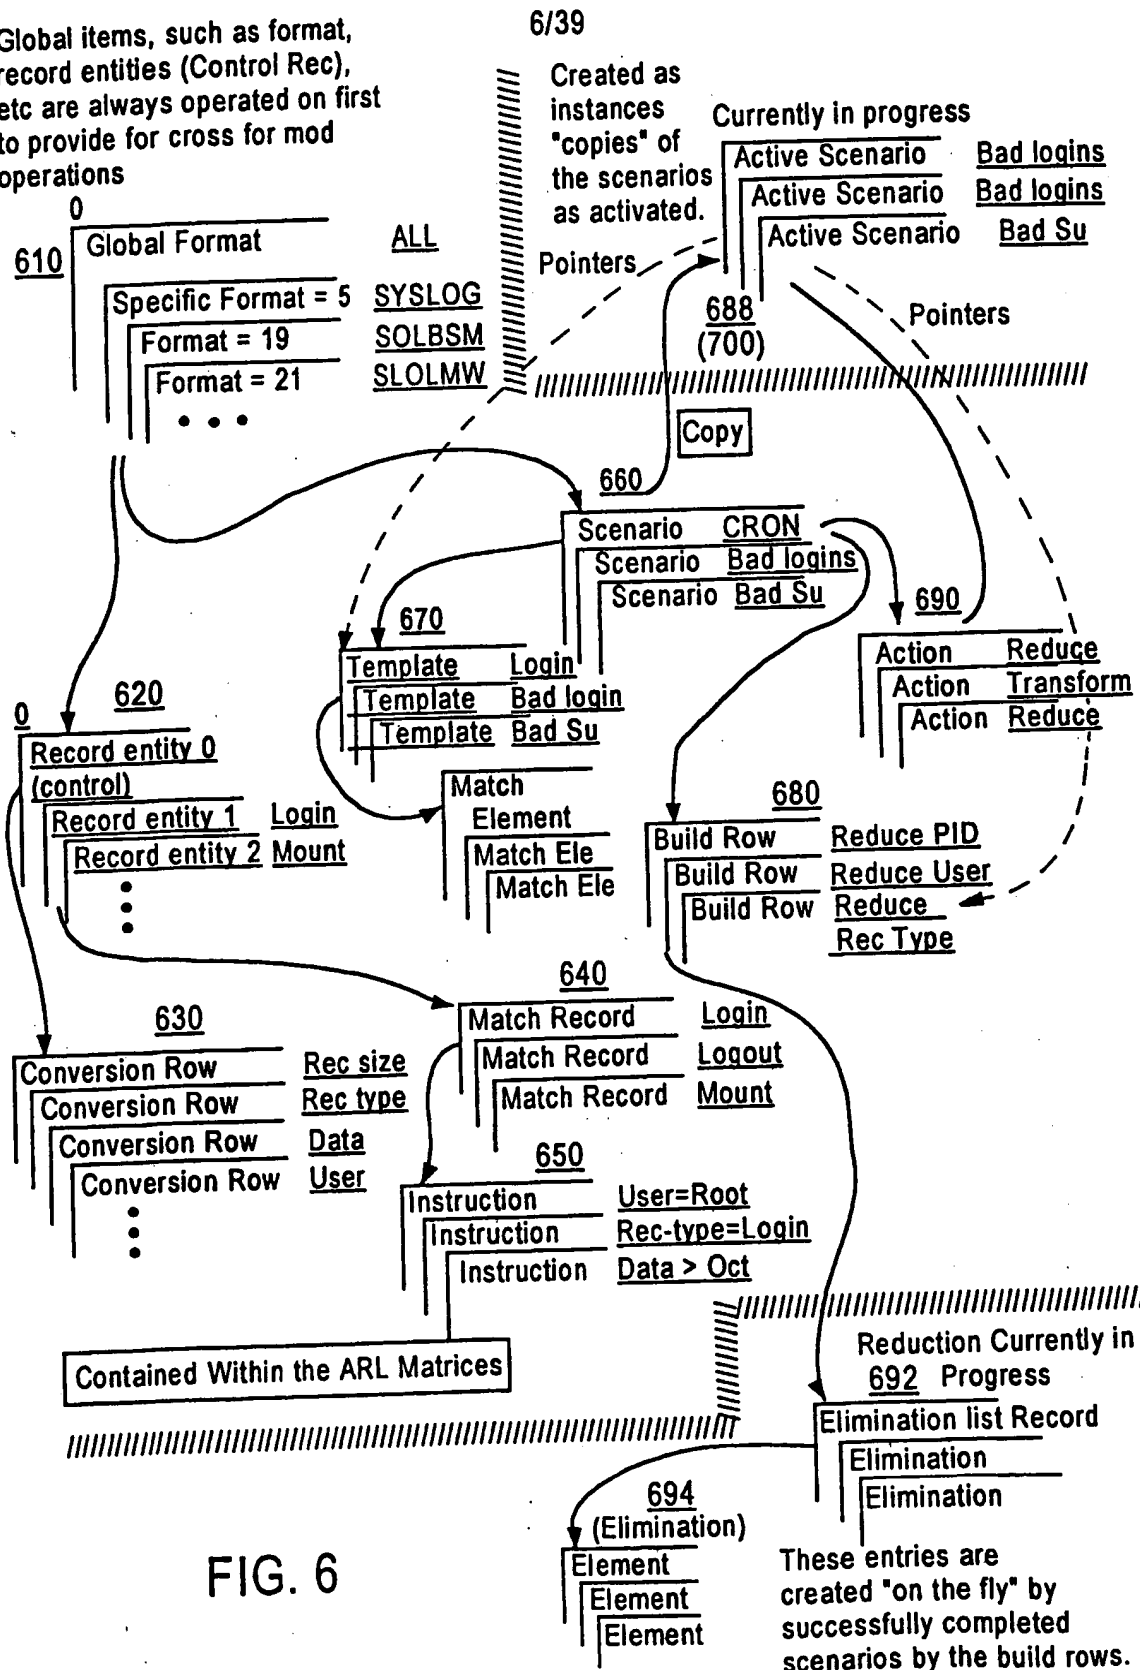 6/39
Global items, such as format,
record entities (Control Rec),
etc are always operated on first
to provide for cross for mod
operations
Created as
instances
"copies" of
the scenarios
as activated.
Currently in progress
Active Scenario Bad logins
Active Scenario Bad logins
Active Scenario Bad Su
688
(700)
Pointers
Pointers
0
610
Global Format ALL
Specific Format = 5 SYSLOG
Format = 19 SOLBSM
Format = 21 SLOLMW
• • •
Copy
660
Scenario CRON
Scenario Bad logins
Scenario Bad Su
690
Action Reduce
Action Transform
Action Reduce
670
Template Login
Template Bad login
Template Bad Su
Match
Element
Match Ele
Match Ele
0
620
Record entity 0
(control)
Record entity 1 Login
Record entity 2 Mount
680
Build Row Reduce PID
Build Row Reduce User
Build Row Reduce
Rec Type
630
Conversion Row Rec size
Conversion Row Rec type
Conversion Row Data
Conversion Row User
640
Match Record Login
Match Record Logout
Match Record Mount
650
Instruction User=Root
Instruction Rec-type=Login
Instruction Data > Oct
Contained Within the ARL Matrices
Reduction Currently in
692 Progress
Elimination list Record
Elimination
Elimination
694
(Elimination)
Element
Element
Element
These entries are
created "on the fly" by
successfully completed
scenarios by the build rows.
FIG. 6